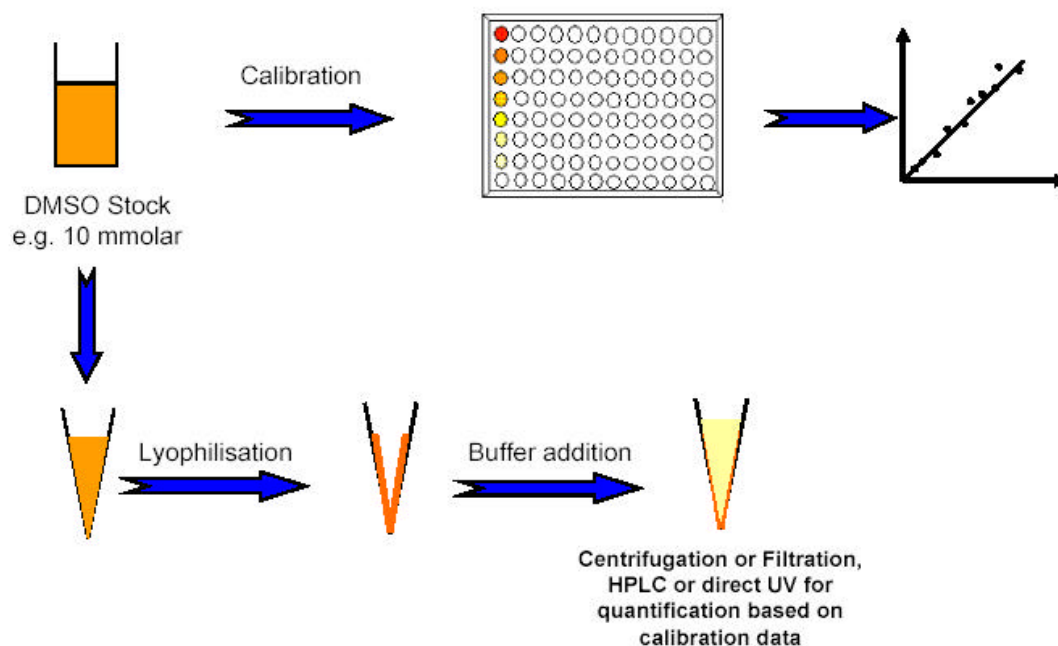 Calibration
DMSO Stock
e.g. 10 mmolar
Lyophilisation
Buffer addition
Centrifugation or Filtration,
HPLC or direct UV for
quantification based on
calibration data